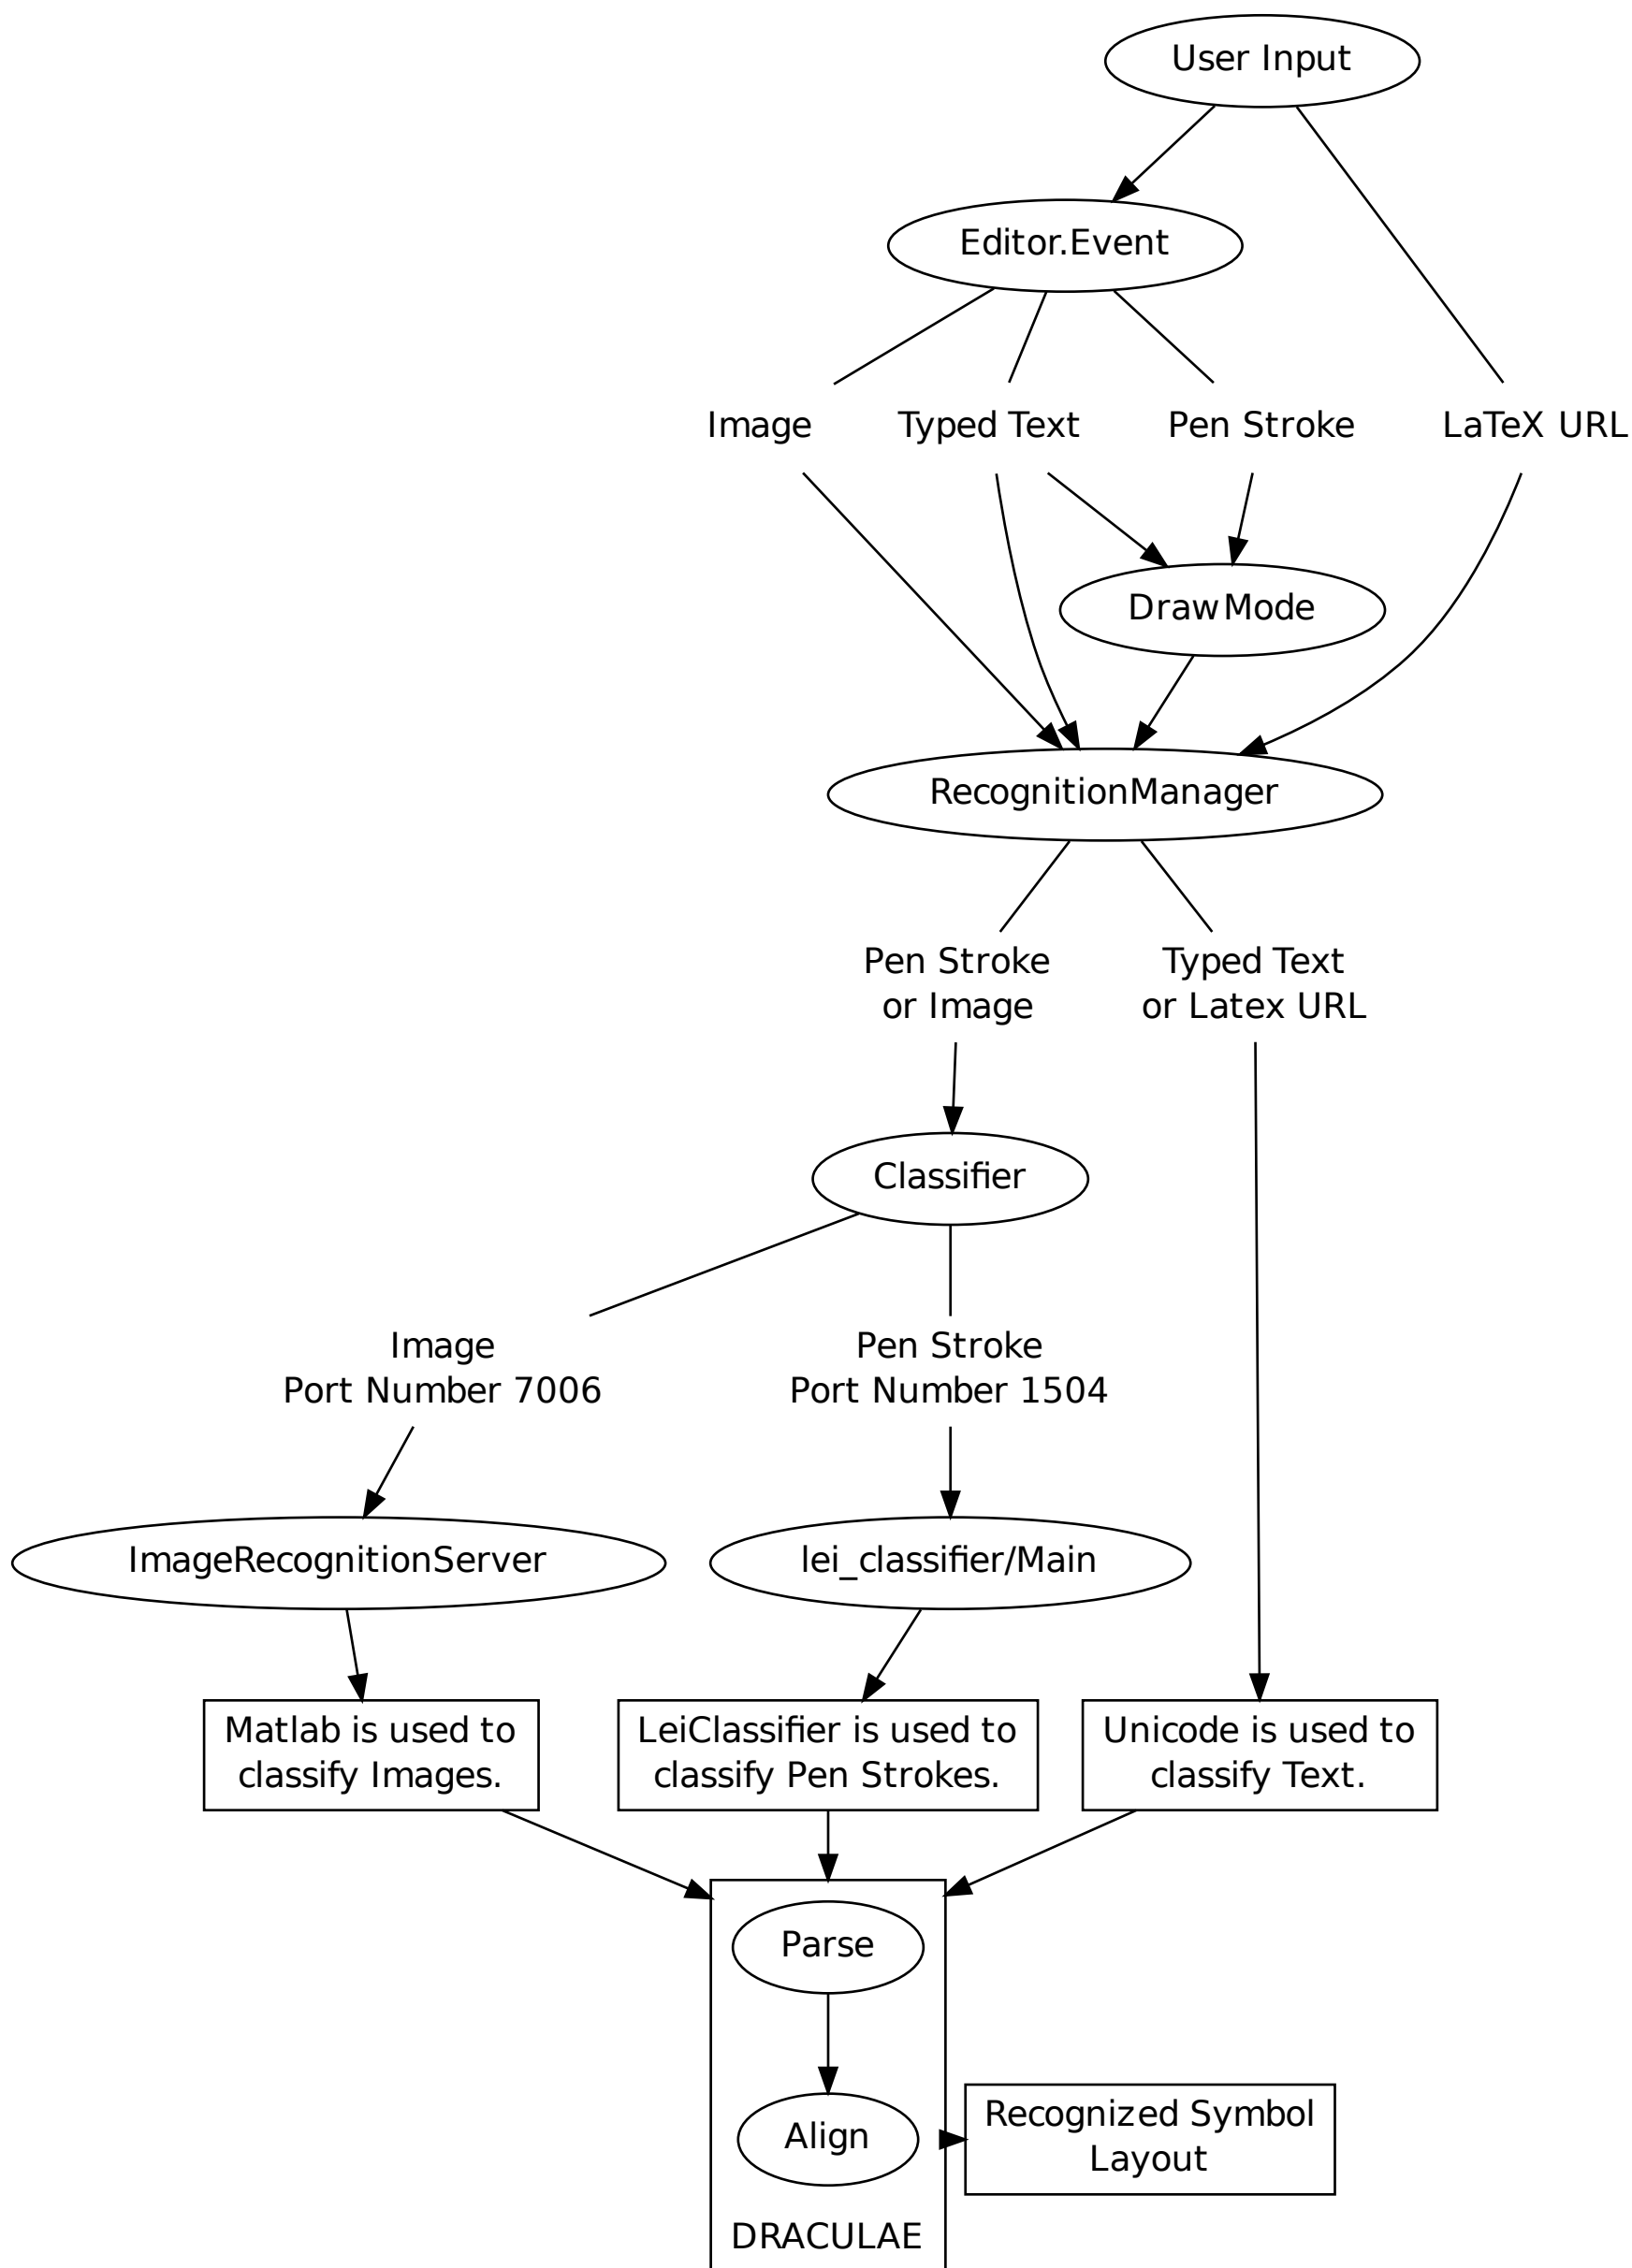 User Input
Editor.Event
Image
Typed Text
Pen Stroke
LaTeX URL
DrawMode
RecognitionManager
Pen Stroke
or Image
Typed Text
or Latex URL
Classifier
Image
Port Number 7006
Pen Stroke
Port Number 1504
ImageRecognitionServer
lei_classifier/Main
Matlab is used to
classify Images.
LeiClassifier is used to
classify Pen Strokes.
Unicode is used to
classify Text.
Parse
Align
Recognized Symbol
Layout
DRACULAE